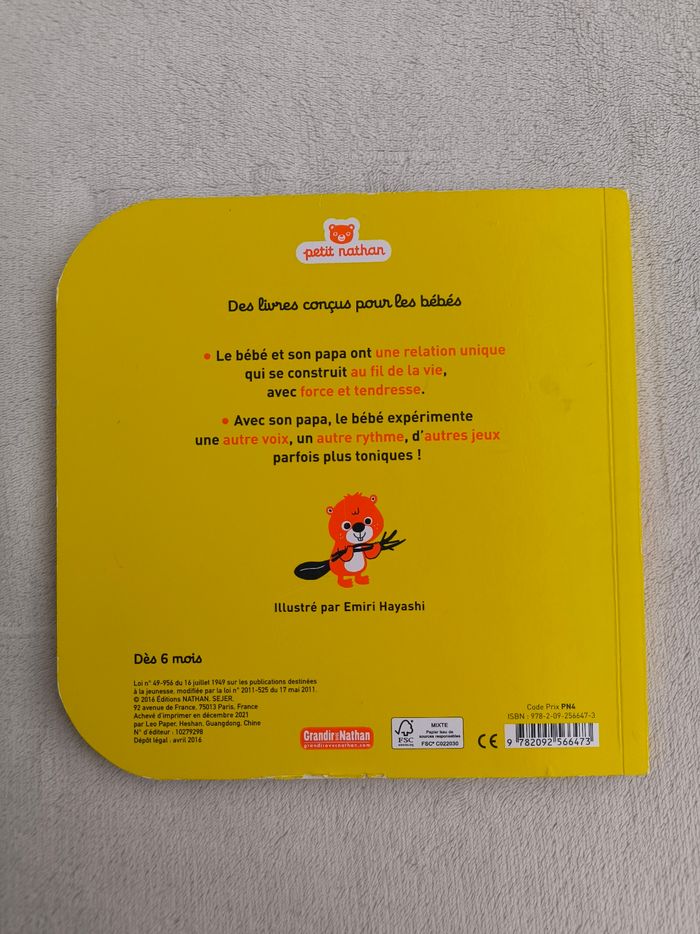 petit nathan
Des livres conçus pour les bébés
• Le bébé et son papa ont une relation unique
qui se construit au fil de la vie,
avec force et tendresse.
• Avec son papa, le bébé expérimente
une autre voix, un autre rythme, d'autres jeux
parfois plus toniques !
Illustré par Emiri Hayashi
Dès 6 mois
Loi n° 49-956 du 16 juillet 1949 sur les publications destinées
à la jeunesse, modifiée par la loi n° 2011-525 du 17 mai 2011.
© 2016 Éditions NATHAN, SEJER,
92 avenue de France, 75013 Paris, France
Achevé d'imprimer en décembre 2021
par Leo Paper, Heshan, Guangdong, Chine
N° d'éditeur : 10279298
Dépôt légal : avril 2016
Grandir avec Nathan
grandiravecnathan.com
FSC
www.fsc.org
MIXTE
Papier issu de
sources responsables
FSC® C022030
CE
Code Prix PN4
ISBN : 978-2-09-256647-3
9 782092 566473